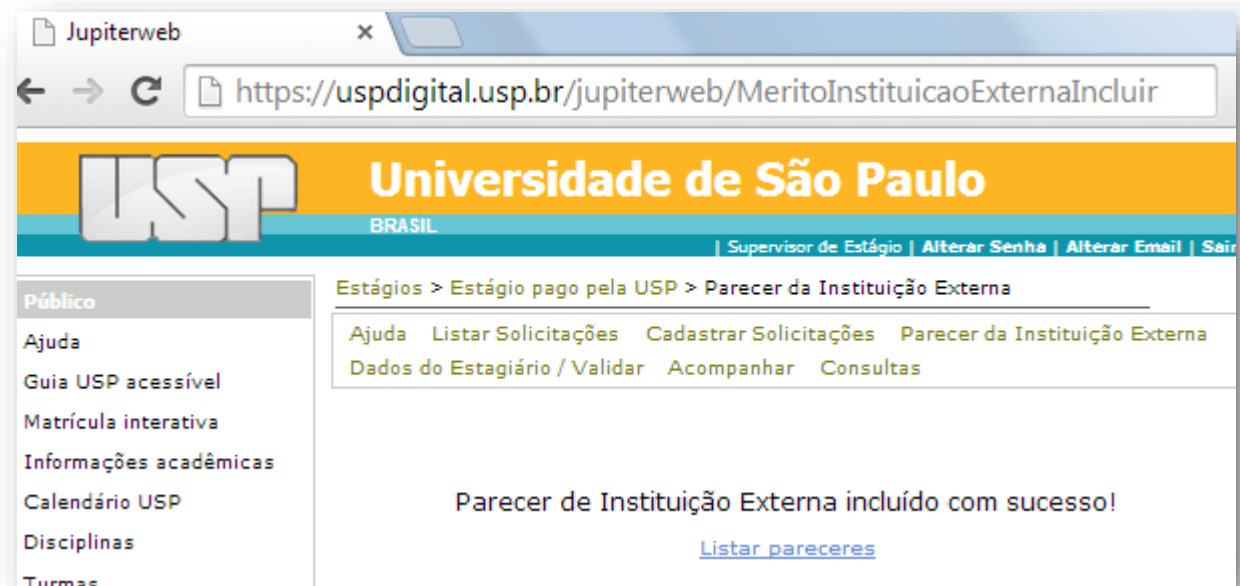 Jupiterweb ×
https://uspdigital.usp.br/jupiterweb/MeritoInstituicaoExternaIncluir
USP
Universidade de São Paulo
BRASIL
| Supervisor de Estágio | Alterar Senha | Alterar Email | Sair
Público
Ajuda
Guia USP acessível
Matrícula interativa
Informações acadêmicas
Calendário USP
Disciplinas
Turmas
Estágios > Estágio pago pela USP > Parecer da Instituição Externa
Ajuda Listar Solicitações Cadastrar Solicitações Parecer da Instituição Externa
Dados do Estagiário / Validar Acompanhar Consultas
Parecer de Instituição Externa incluído com sucesso!
Listar pareceres